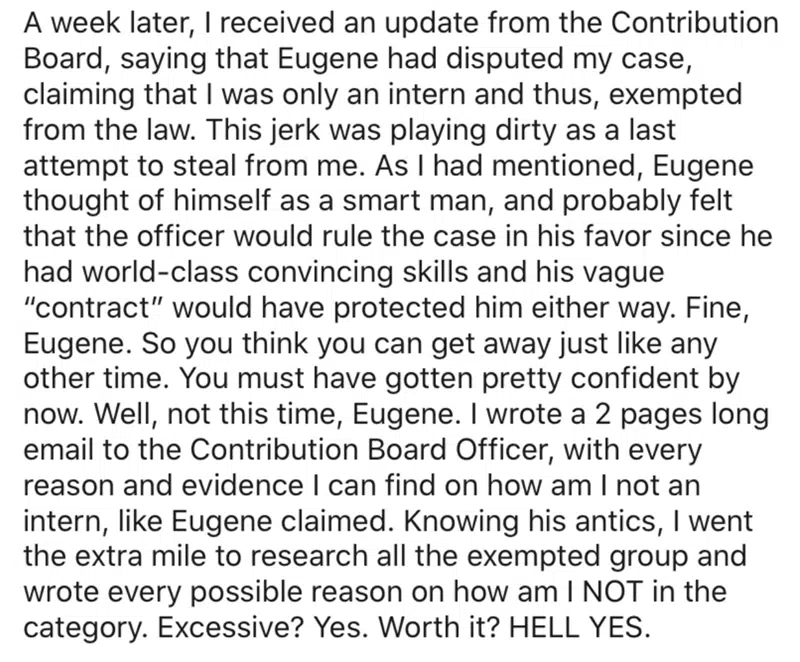 A week later, I received an update from the Contribution
Board, saying that Eugene had disputed my case,
claiming that I was only an intern and thus, exempted
from the law. This jerk was playing dirty as a last
attempt to steal from me. As I had mentioned, Eugene
thought of himself as a smart man, and probably felt
that the officer would rule the case in his favor since he
had world-class convincing skills and his vague
“contract” would have protected him either way. Fine,
Eugene. So you think you can get away just like any
other time. You must have gotten pretty confident by
now. Well, not this time, Eugene. I wrote a 2 pages long
email to the Contribution Board Officer, with every
reason and evidence I can find on how am I not an
intern, like Eugene claimed. Knowing his antics, I went
the extra mile to research all the exempted group and
wrote every possible reason on how am I NOT in the
category. Excessive? Yes. Worth it? HELL YES.